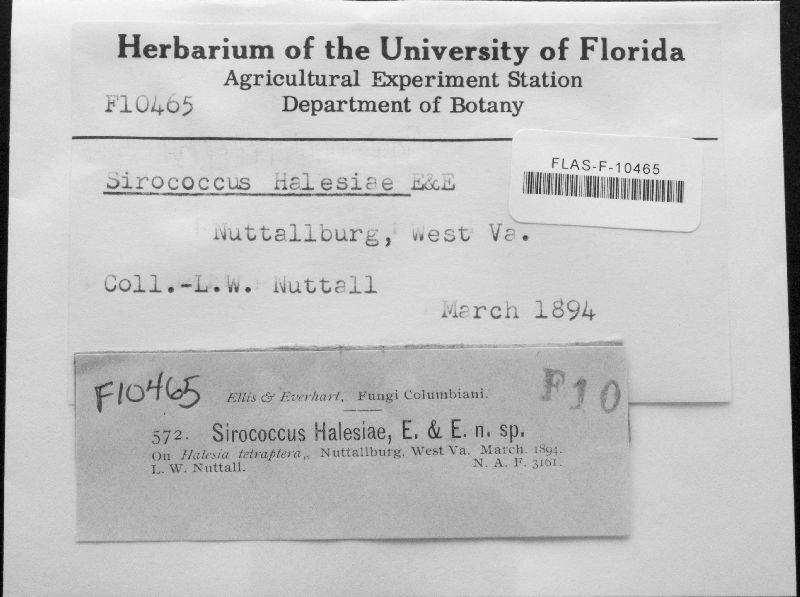 Herbarium of the University of Florida
Agricultural Experiment Station
F10465 Department of Botany
FLAS-F-10465
Sirococcus Halesiae E&E
Nuttallburg, West Va.
Coll.-L.W. Nuttall
March 1894
F10465 Ellis & Everhart, Fungi Columbiani. F10
572. Sirococcus Halesiae, E. & E. n. sp.
On Halesia tetraptera,, Nuttallburg, West Va. March. 1894.
L. W. Nuttall. N. A. F. 3161.